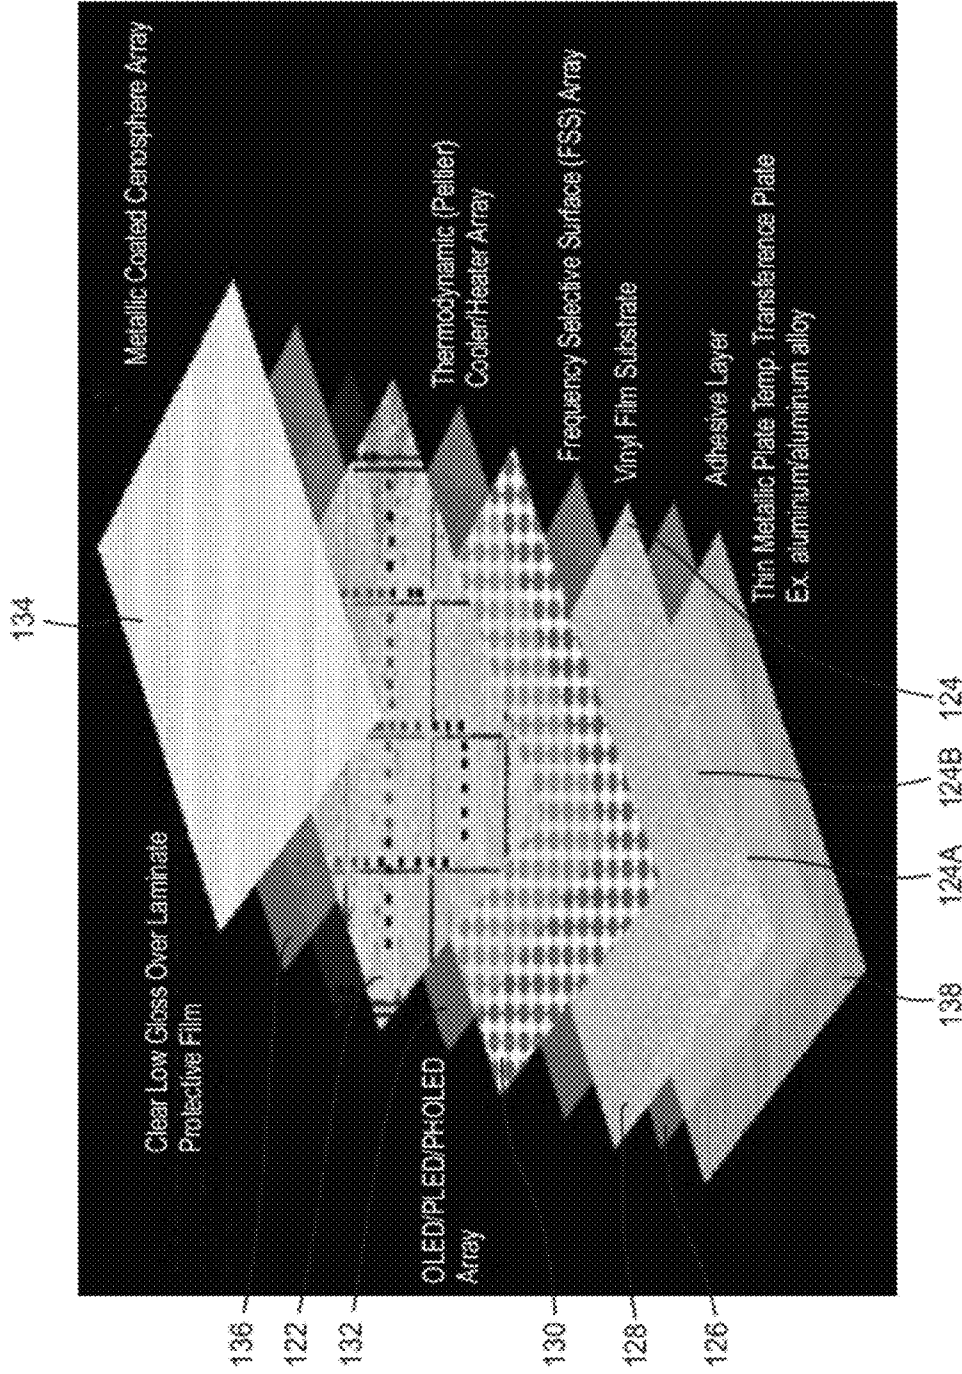 134
Metallic Coated Cenosphere Array
Clear Low Gloss Over Laminate
Protective Film
Thermodynamic (Peltier)
Cooler/Heater Array
OLED/PLED/PHOLED
Array
Frequency Selective Surface (FSS) Array
Vinyl Film Substrate
Adhesive Layer
Thin Metallic Plate Temp. Transference Plate
Ex. aluminum/aluminum alloy
136
122
132
130
128
126
138
124A
124B
124